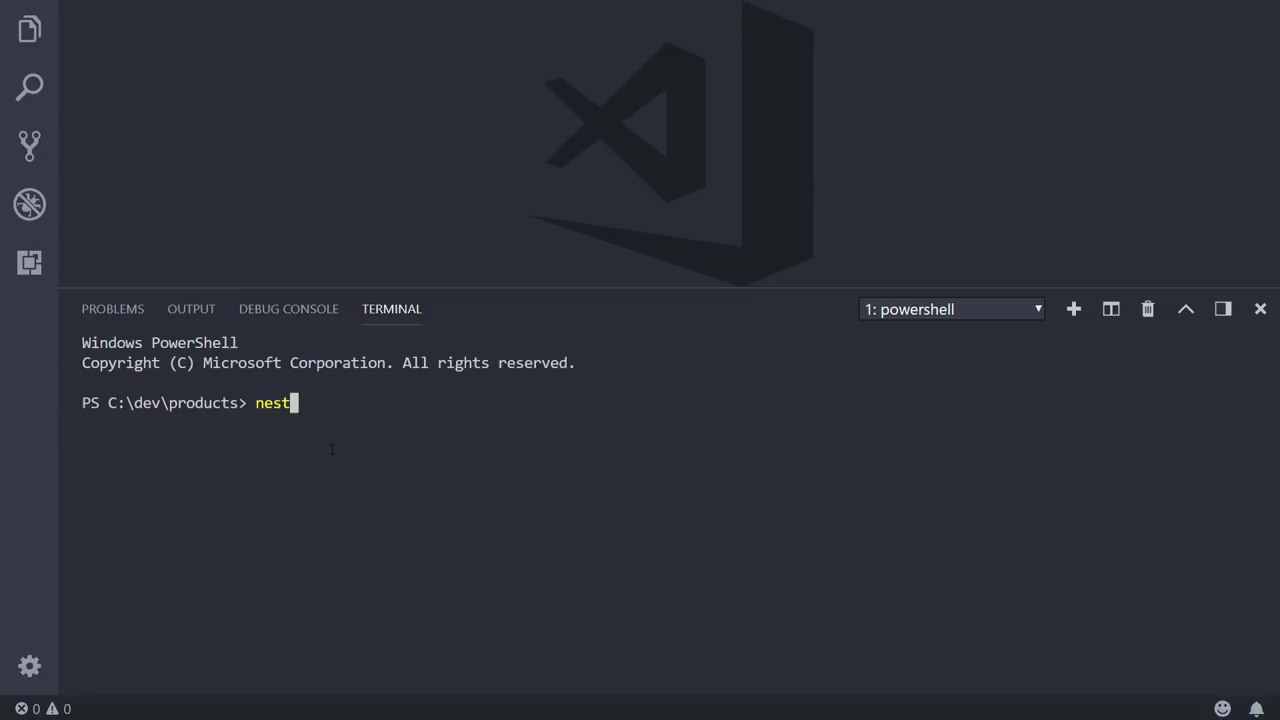 PROBLEMS OUTPUT DEBUG CONSOLE TERMINAL 1: powershell
Windows PowerShell
Copyright (C) Microsoft Corporation. All rights reserved.
PS C:\dev\products> nest
0 0